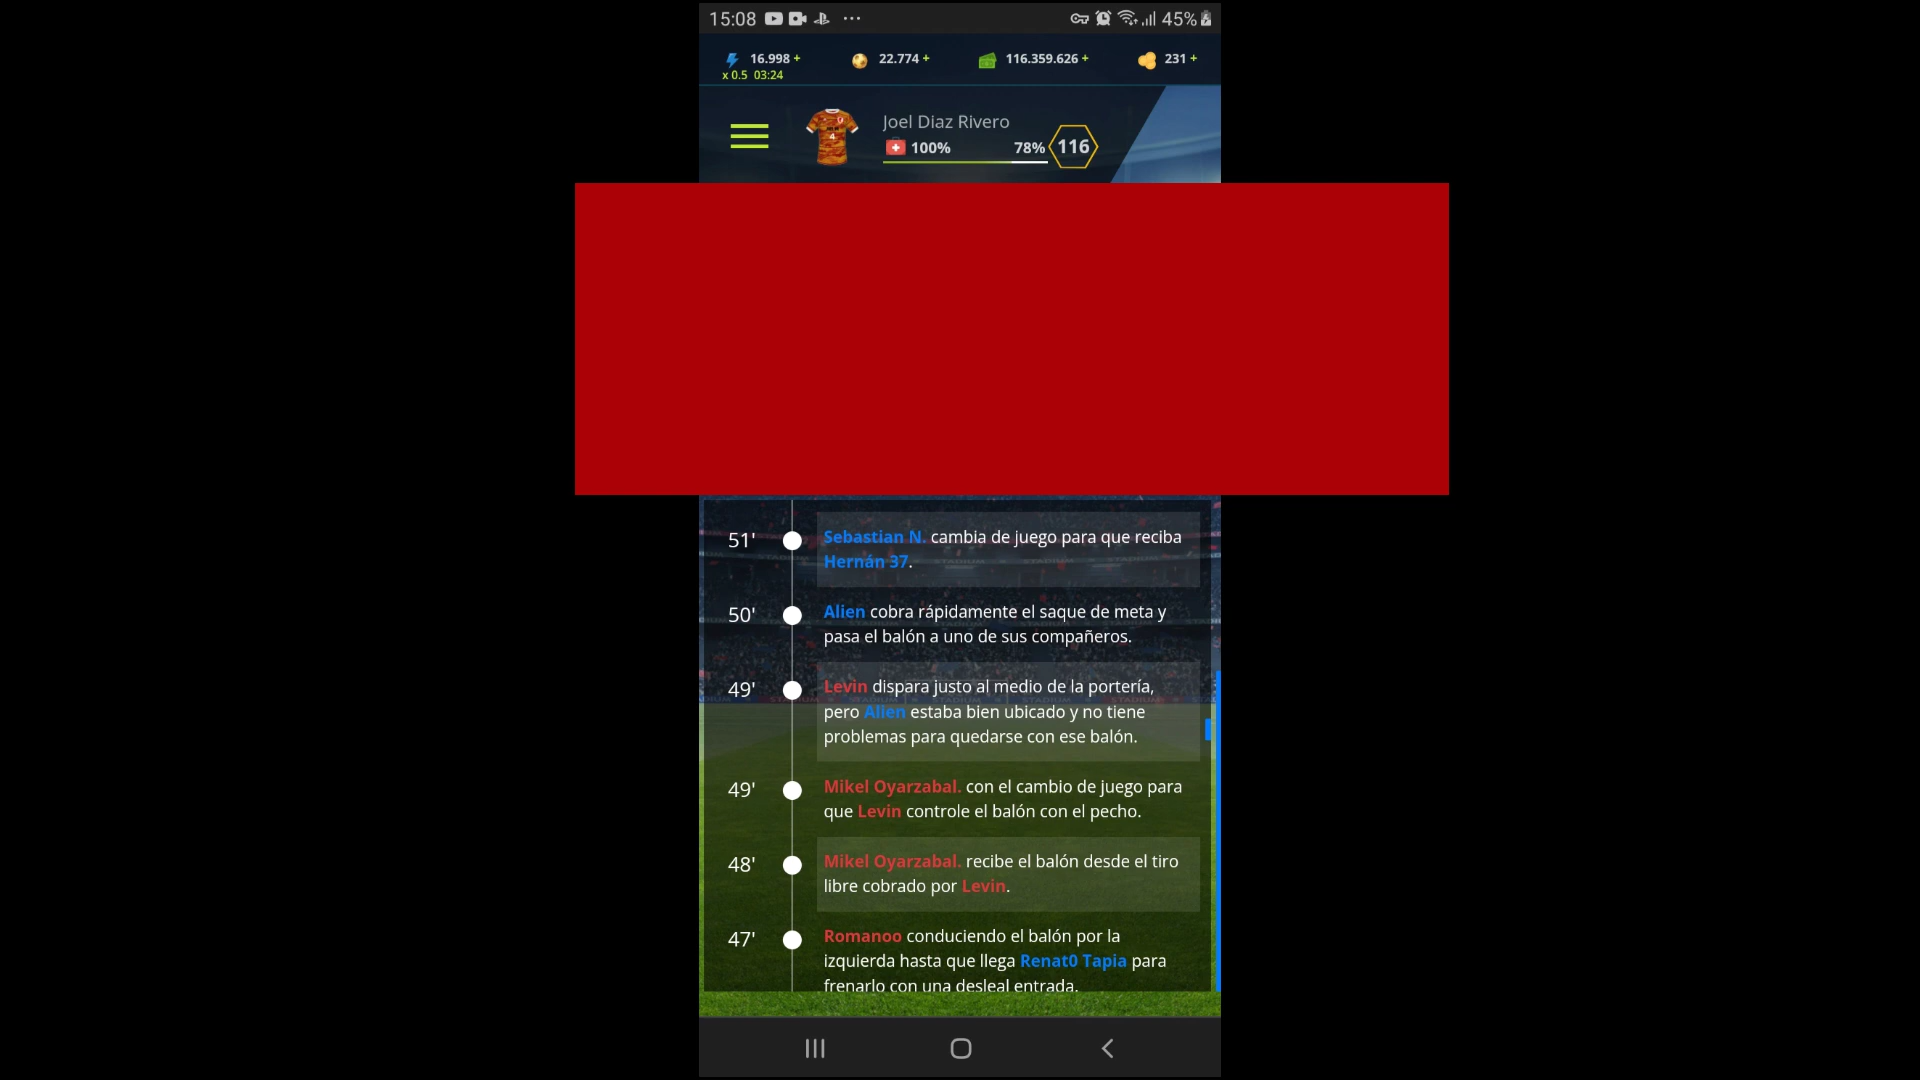 15:08 45%
16.998 + 22.774 + 116.359.626 + 231 +
x 0.5 03:24
Joel Diaz Rivero
4
100% 78% 116
51' Sebastian N. cambia de juego para que reciba
Hernán 37.
50' Alien cobra rápidamente el saque de meta y
pasa el balón a uno de sus compañeros.
49' Levin dispara justo al medio de la portería,
pero Alien estaba bien ubicado y no tiene
problemas para quedarse con ese balón.
49' Mikel Oyarzabal. con el cambio de juego para
que Levin controle el balón con el pecho.
48' Mikel Oyarzabal. recibe el balón desde el tiro
libre cobrado por Levin.
47' Romanoo conduciendo el balón por la
izquierda hasta que llega Renat0 Tapia para
frenarlo con una desleal entrada.